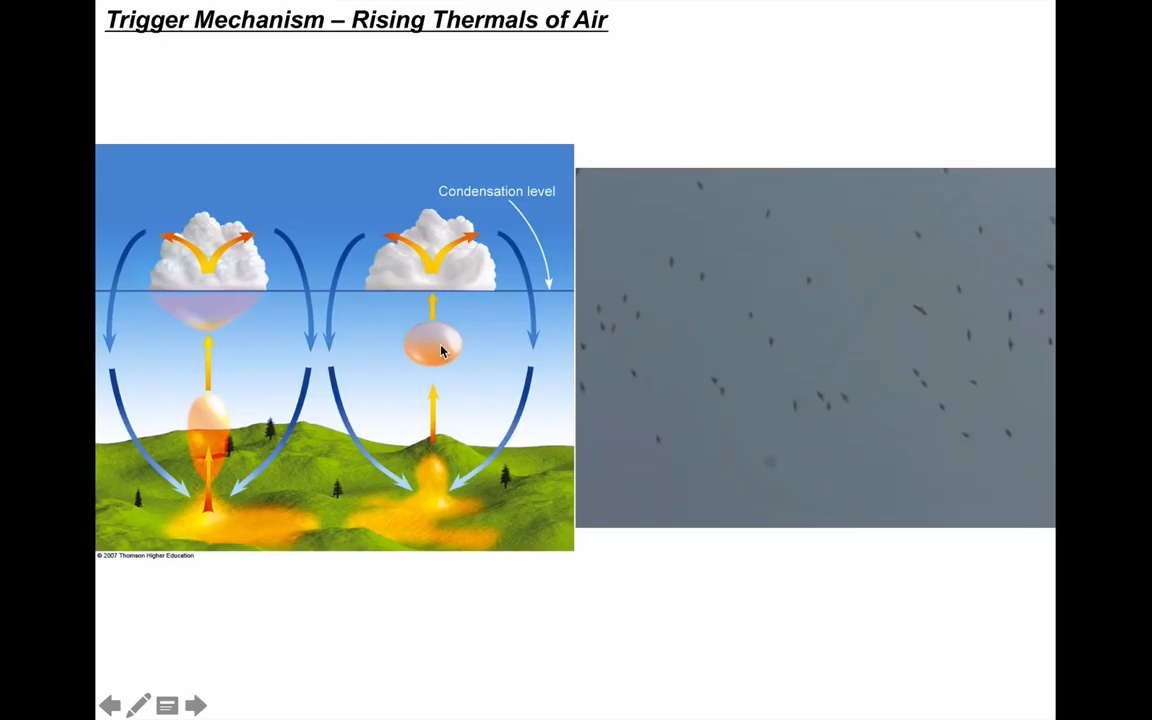 Trigger Mechanism – Rising Thermals of Air
Condensation level
© 2007 Thomson Higher Education